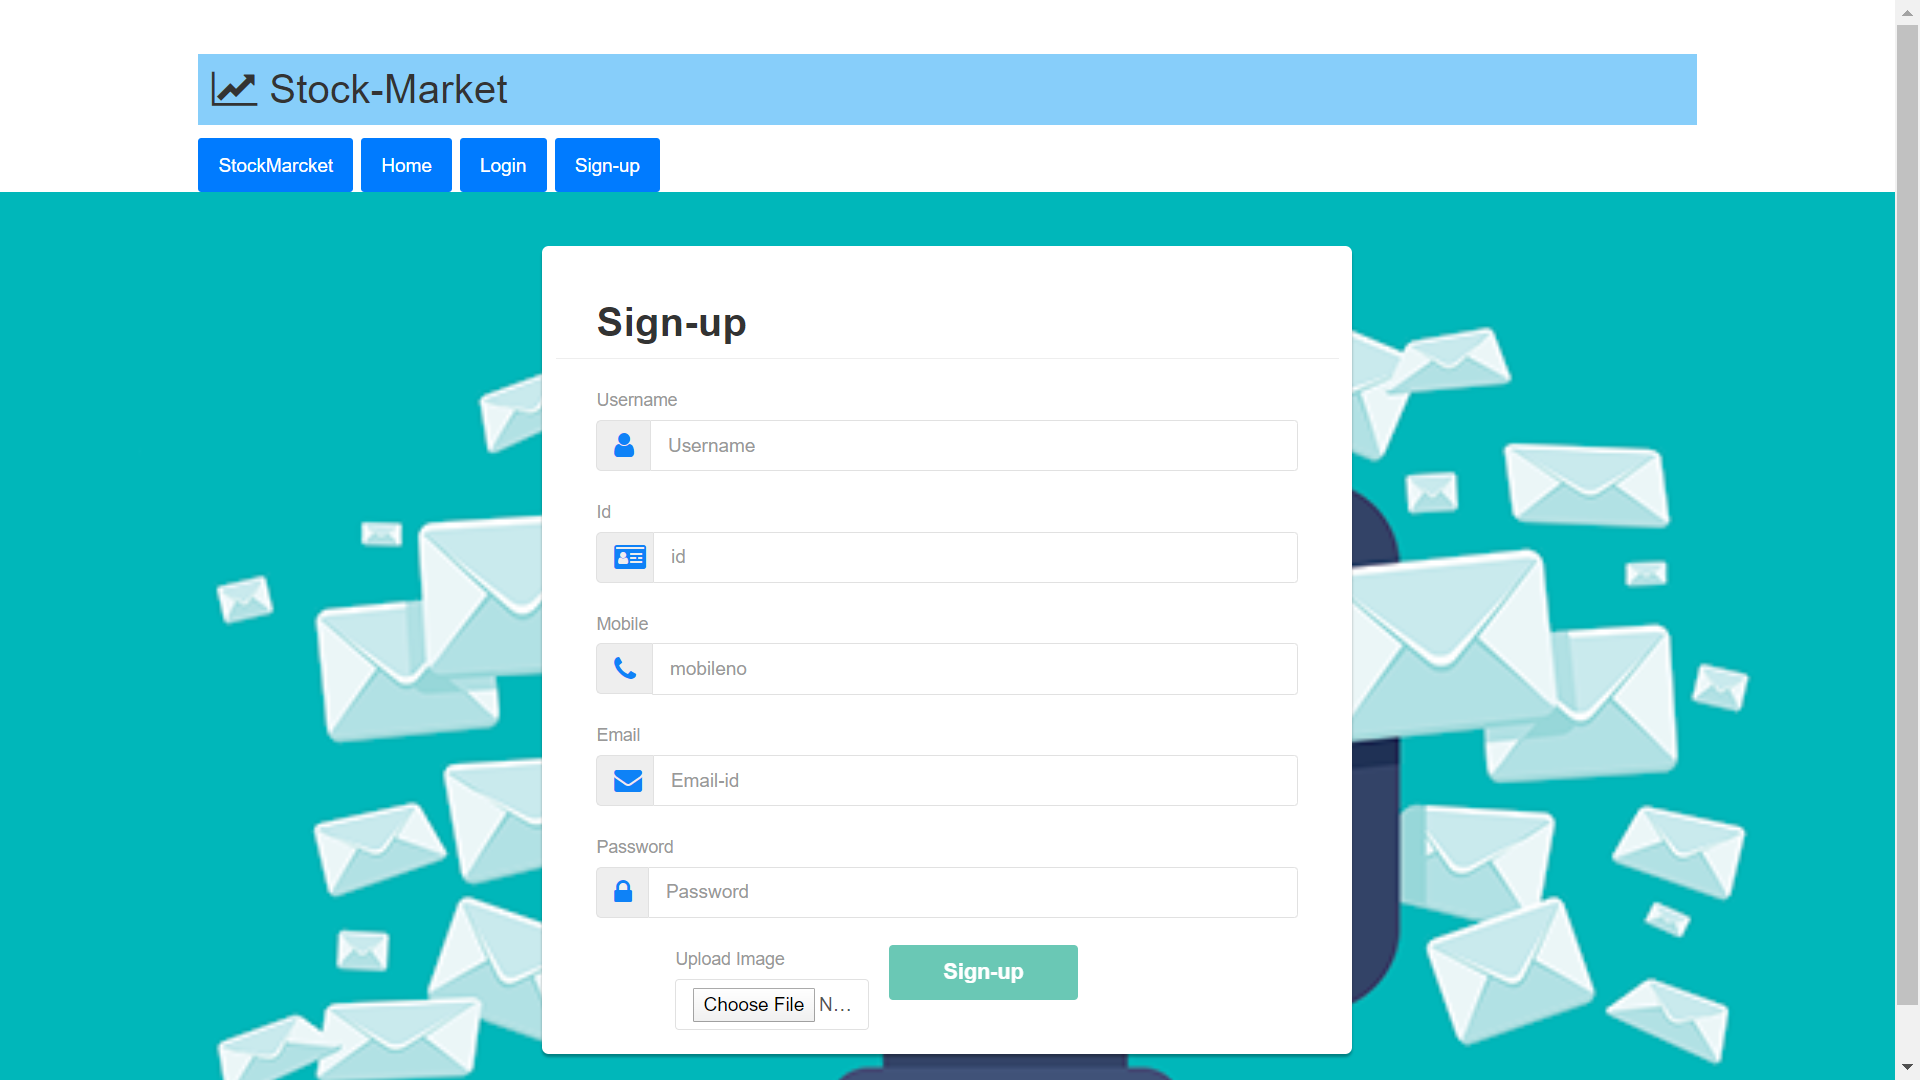 Stock-Market
StockMarcket Home Login Sign-up
Sign-up
Username
Username
Id
id
Mobile
mobileno
Email
Email-id
Password
Password
Upload Image
Sign-up
Choose File N...